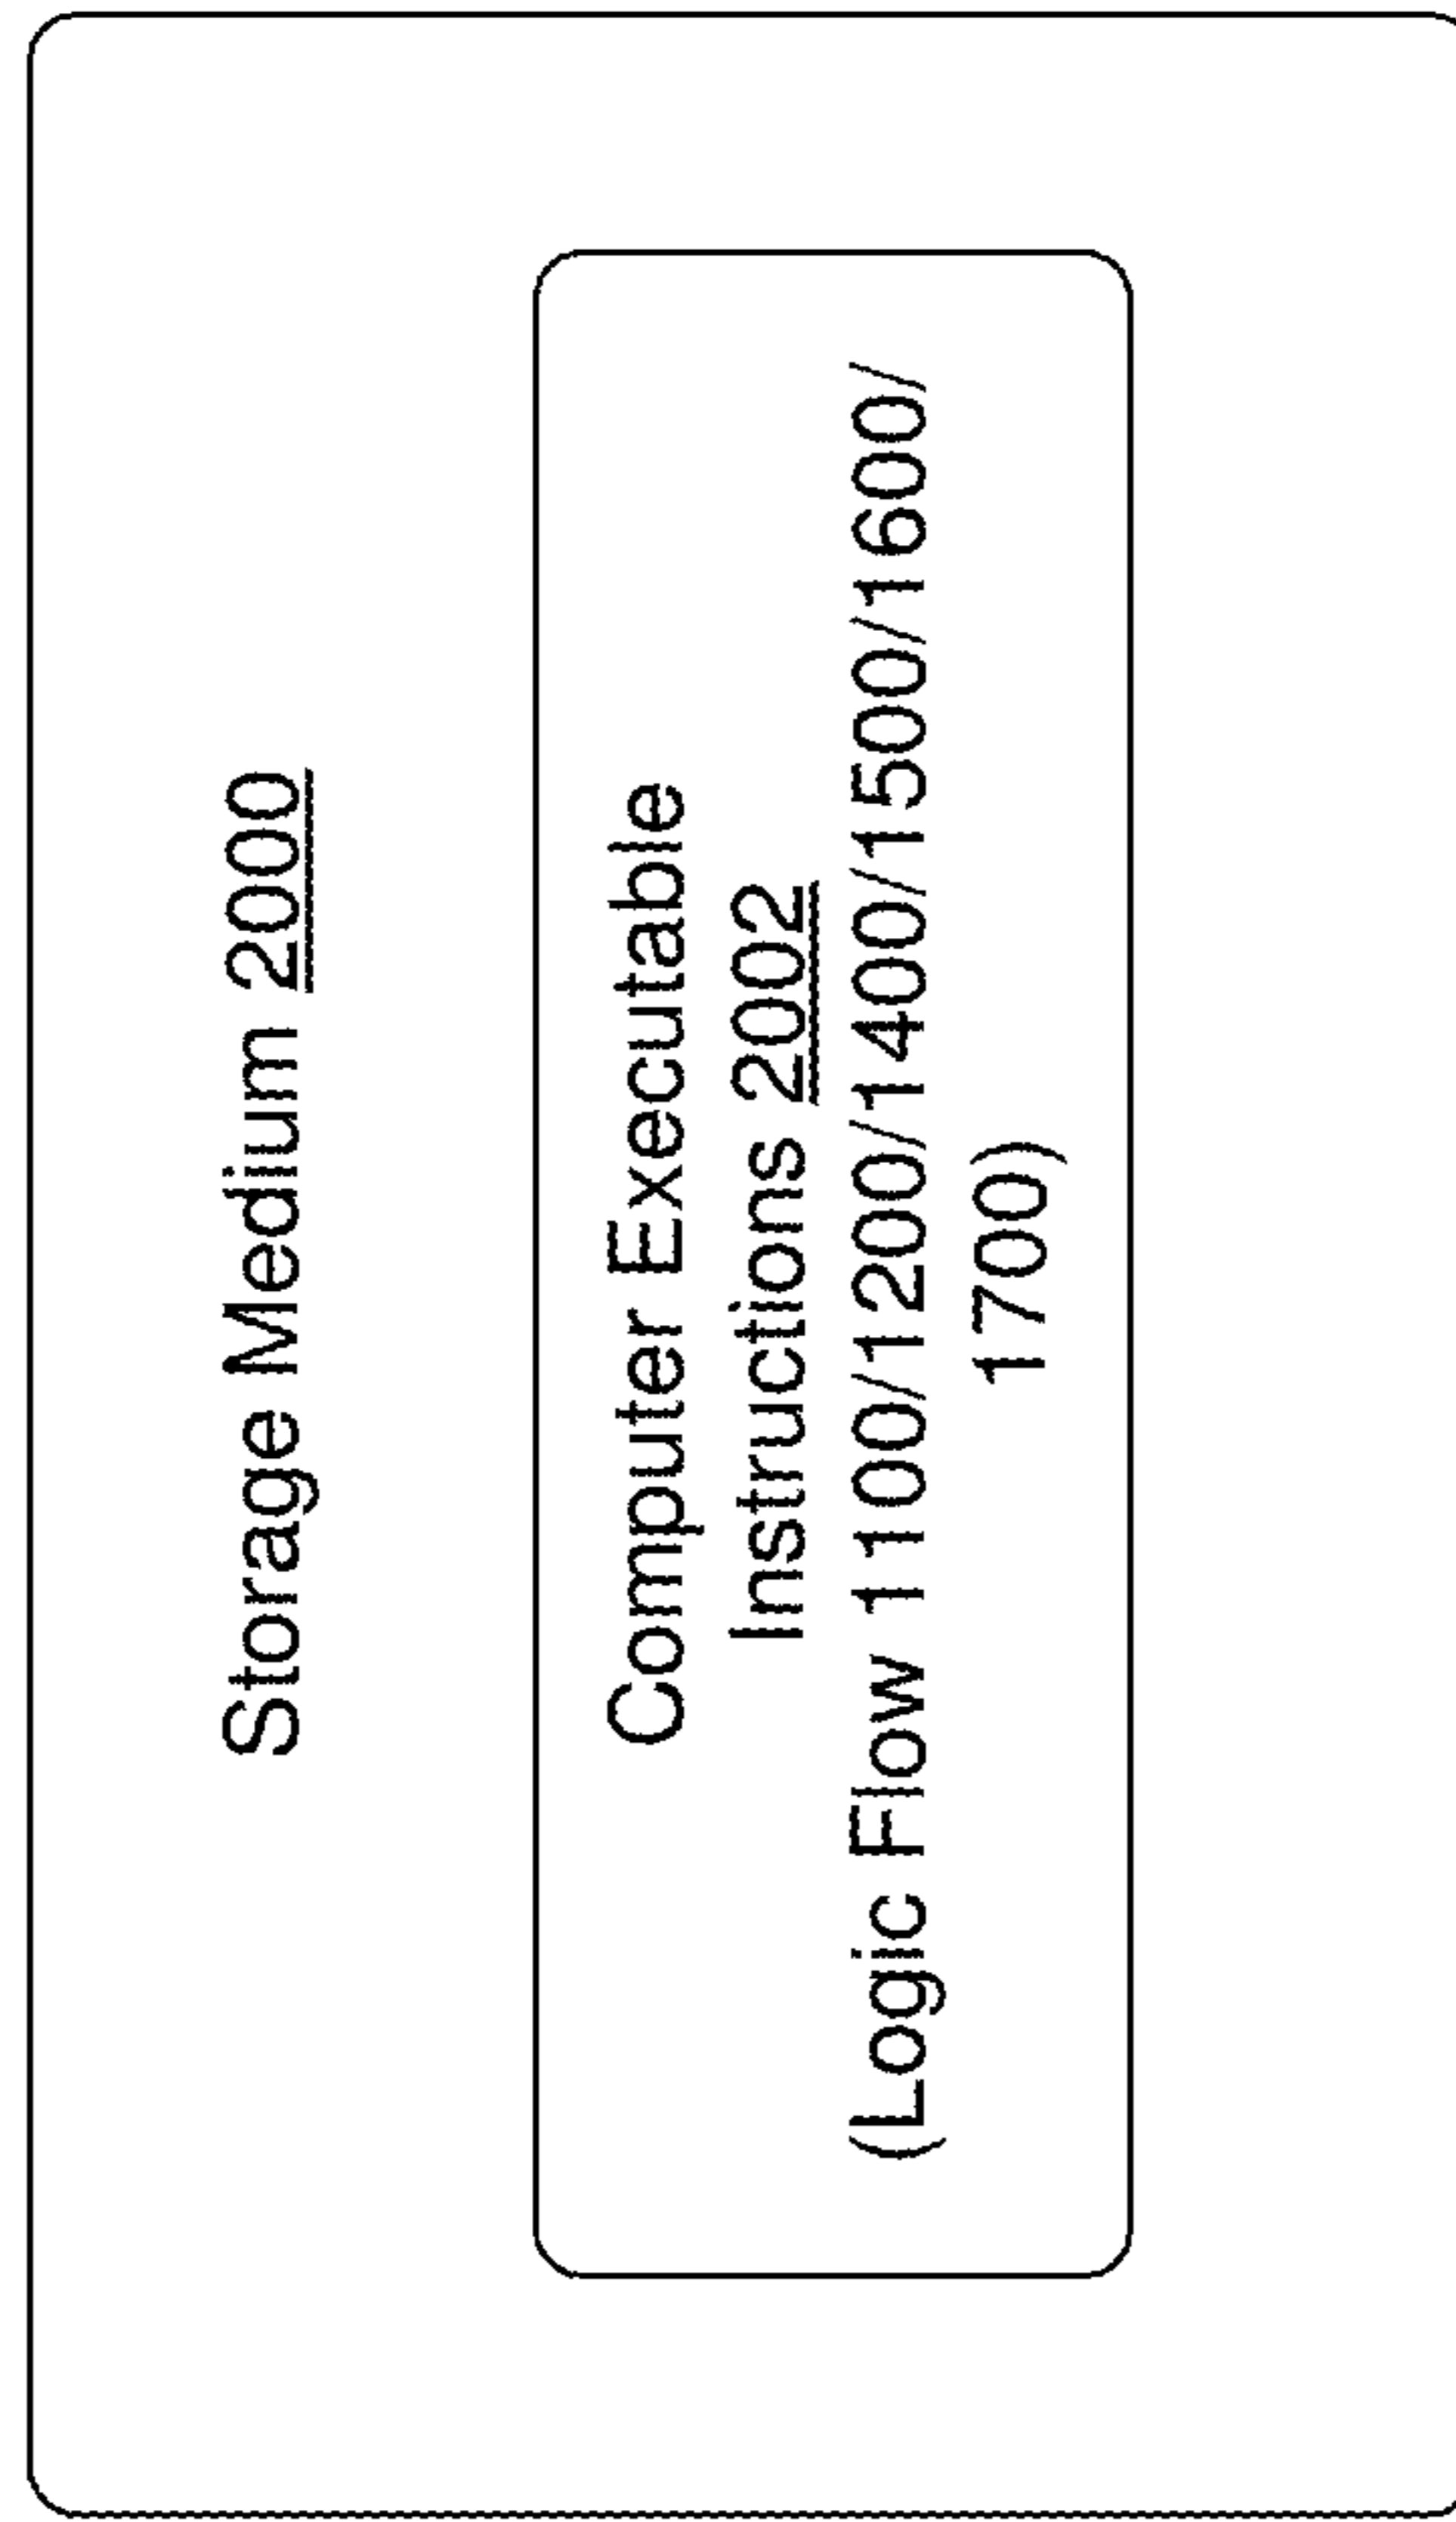 Storage Medium 2000
Computer Executable
Instructions 2002
(Logic Flow 1100/1200/1400/1500/1600/
1700)